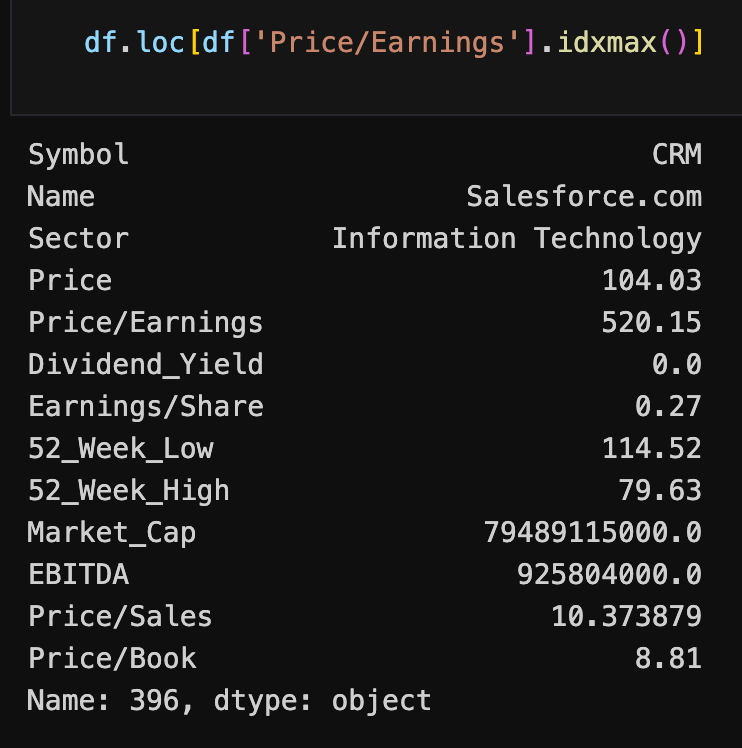 df.loc[df['Price/Earnings'].idxmax()]
Symbol CRM
Name Salesforce.com
Sector Information Technology
Price 104.03
Price/Earnings 520.15
Dividend_Yield 0.0
Earnings/Share 0.27
52_Week_Low 114.52
52_Week_High 79.63
Market_Cap 79489115000.0
EBITDA 925804000.0
Price/Sales 10.373879
Price/Book 8.81
Name: 396, dtype: object